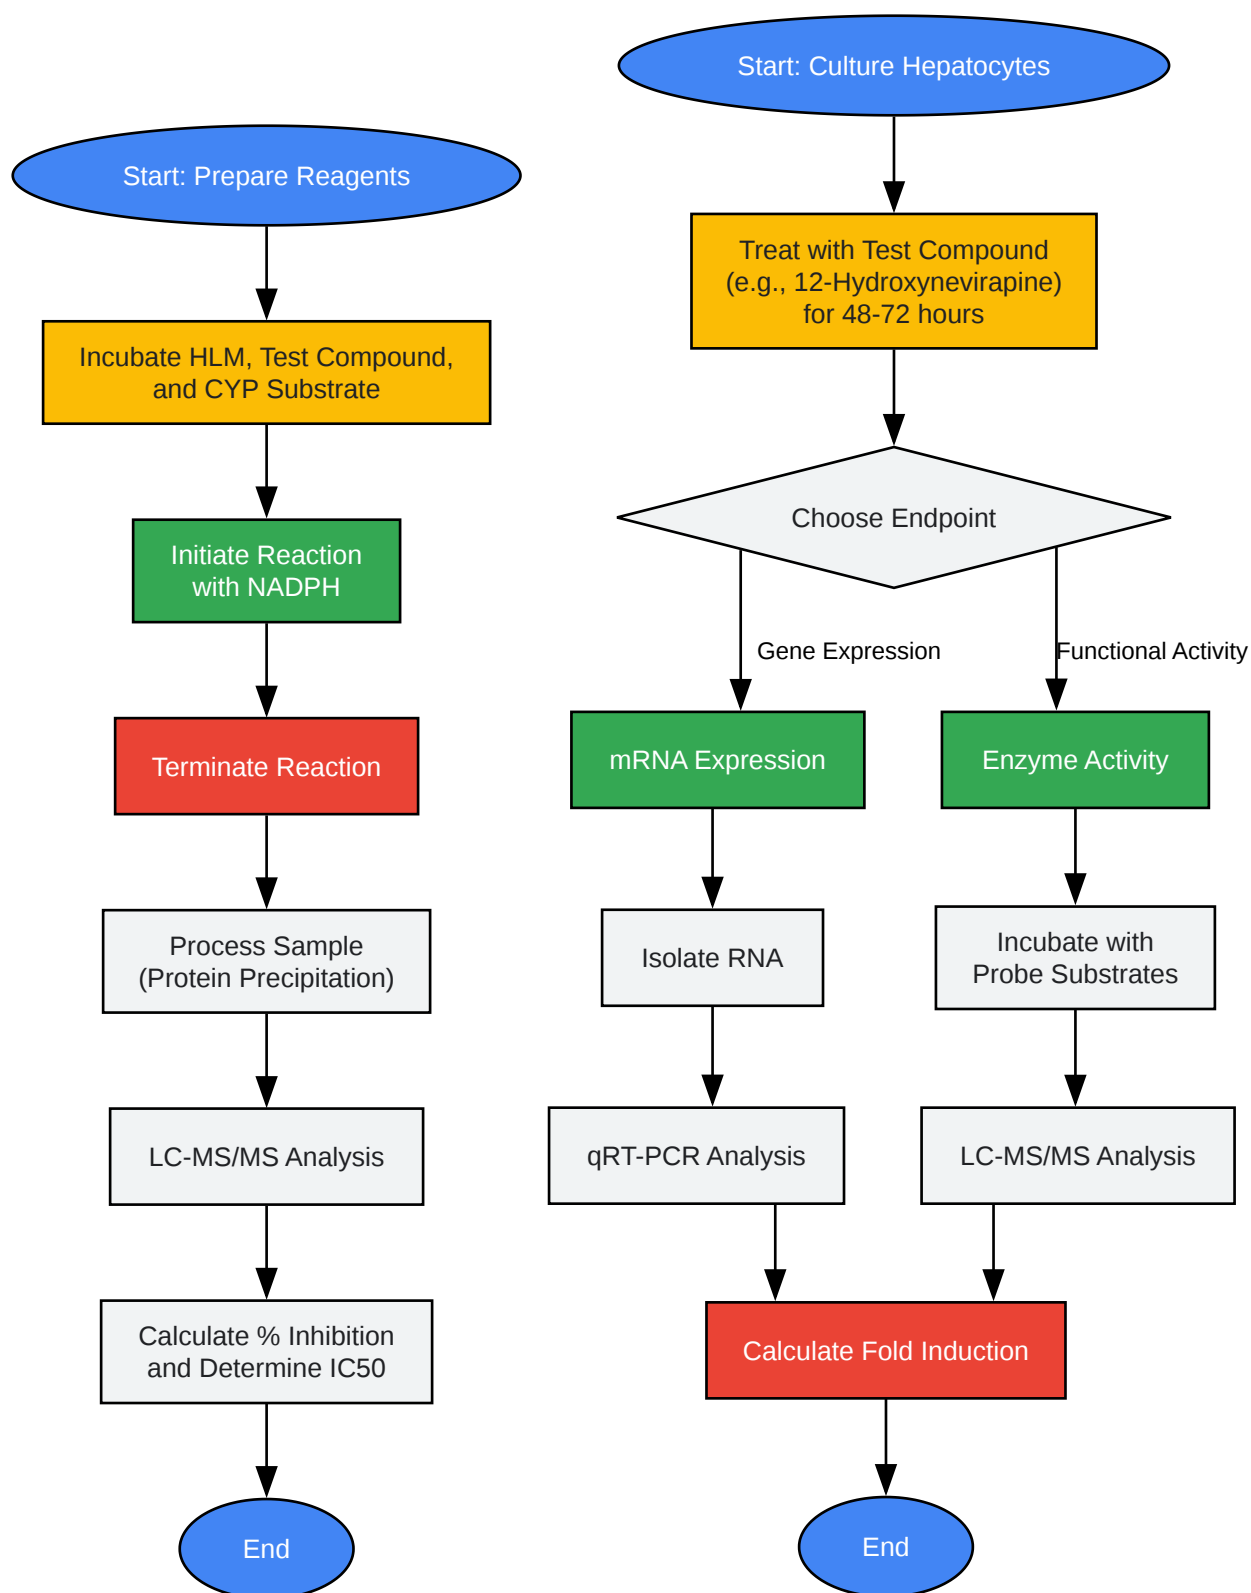 Start: Prepare Reagents
Incubate HLM, Test Compound,
and CYP Substrate
Initiate Reaction
with NADPH
Terminate Reaction
Process Sample
(Protein Precipitation)
LC-MS/MS Analysis
Calculate % Inhibition
and Determine IC50
End
Start: Culture Hepatocytes
Treat with Test Compound
(e.g., 12-Hydroxynevirapine)
for 48-72 hours
Choose Endpoint
Gene Expression
Functional Activity
mRNA Expression
Enzyme Activity
Isolate RNA
Incubate with
Probe Substrates
qRT-PCR Analysis
LC-MS/MS Analysis
Calculate Fold Induction
End